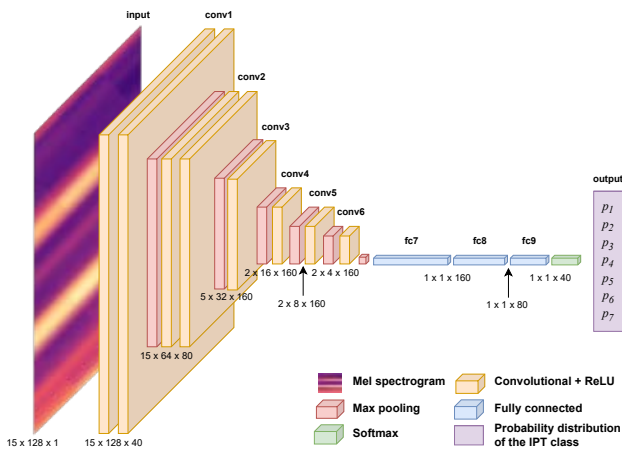 input
conv1
conv2
conv3
conv4
conv5
conv6
fc7
fc8
fc9
output
p1
p2
p3
p4
p5
p6
p7
15 x 128 x 1
15 x 128 x 40
15 x 64 x 80
5 x 32 x 160
2 x 16 x 160
2 x 8 x 160
2 x 4 x 160
1 x 1 x 160
1 x 1 x 80
1 x 1 x 40
Mel spectrogram
Convolutional + ReLU
Max pooling
Fully connected
Softmax
Probability distribution
of the IPT class